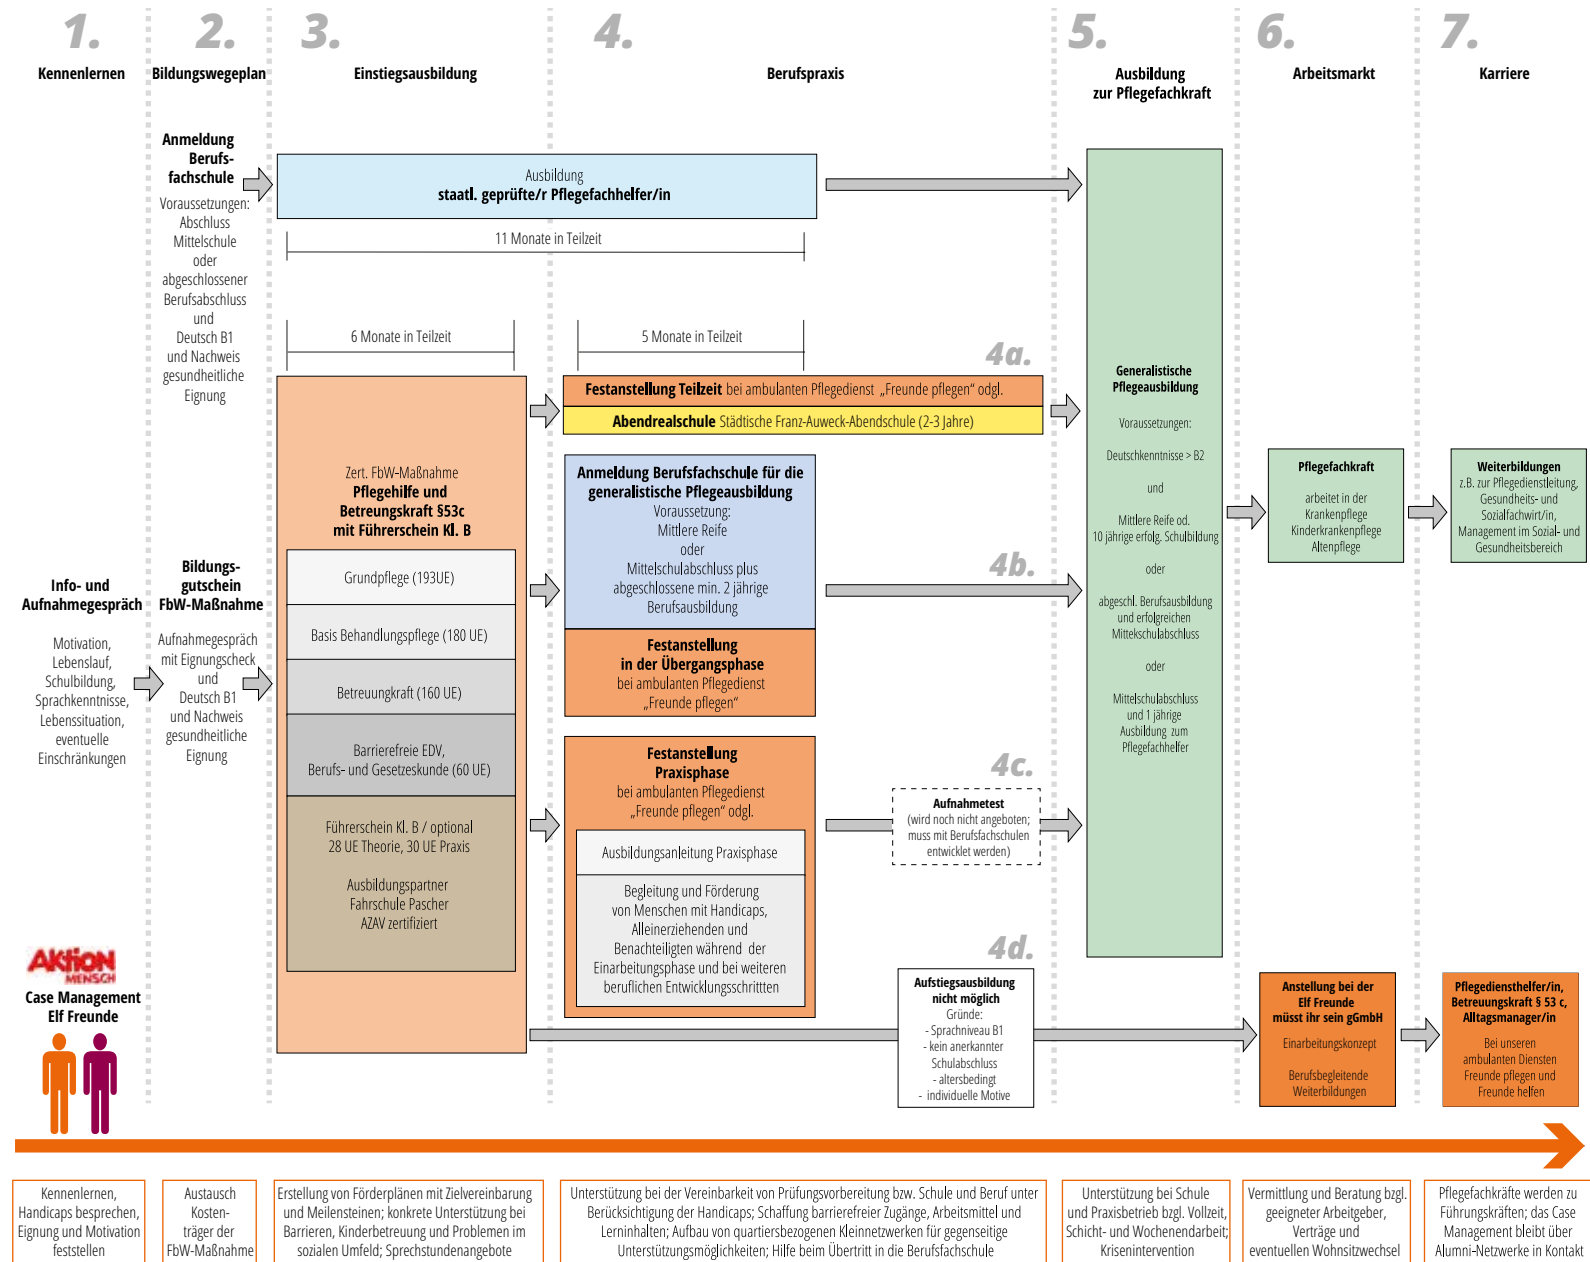 1.
Kennenlernen
2.
Bildungswegeplan
3.
Einstiegsausbildung
4.
Berufspraxis
5.
Ausbildung
zur Pflegefachkraft
6.
Arbeitsmarkt
7.
Karriere
Anmeldung
Berufs-
fachschule
Voraussetzungen:
Abschluss
Mittelschule
oder
abgeschlossener
Berufsabschluss
und
Deutsch B1
und Nachweis
gesundheitliche
Eignung
Ausbildung
staatl. geprüfte/r Pflegefachhelfer/in
11 Monate in Teilzeit
6 Monate in Teilzeit
5 Monate in Teilzeit
4a.
Festanstellung Teilzeit bei ambulanten Pflegedienst „Freunde pflegen“ odgl.
Abendrealschule Städtische Franz-Auweck-Abendschule (2-3 Jahre)
Info- und
Aufnahmegespräch
Motivation,
Lebenslauf,
Schulbildung,
Sprachkenntnisse,
Lebenssituation,
eventuelle
Einschränkungen
Bildungs-
gutschein
FbW-Maßnahme
Aufnahmegespräch
mit Eignungscheck
und
Deutsch B1
und Nachweis
gesundheitliche
Eignung
Zert. FbW-Maßnahme
Pflegehilfe und
Betreungskraft §53c
mit Führerschein Kl. B
Grundpflege (193UE)
Basis Behandlungspflege (180 UE)
Betreuungkraft (160 UE)
Barrierefreie EDV,
Berufs- und Gesetzeskunde (60 UE)
Führerschein Kl. B / optional
28 UE Theorie, 30 UE Praxis
Ausbildungspartner
Fahrschule Pascher
AZAV zertifiziert
Anmeldung Berufsfachschule für die
generalistische Pflegeausbildung
Voraussetzung:
Mittlere Reife
oder
Mittelschulabschluss plus
abgeschlossene min. 2 jährige
Berufsausbildung
4b.
Festanstellung
in der Übergangsphase
bei ambulanten Pflegedienst
„Freunde pflegen“
Festanstellung
Praxisphase
bei ambulanten Pflegedienst
„Freunde pflegen“ odgl.
Ausbildungsanleitung Praxisphase
Begleitung und Förderung
von Menschen mit Handicaps,
Alleinerziehenden und
Benachteiligten während der
Einarbeitungsphase und bei weiteren
beruflichen Entwicklungsschrittten
4c.
Aufnahmetest
(wird noch nicht angeboten;
muss mit Berufsfachschulen
entwicklet werden)
4d.
Aufstiegsausbildung
nicht möglich
Gründe:
- Sprachniveau B1
- kein anerkannter
Schulabschluss
- altersbedingt
- individuelle Motive
Generalistische
Pflegeausbildung
Voraussetzungen:
Deutschkenntnisse > B2
und
Mittlere Reife od.
10 jährige erfolg. Schulbildung
oder
abgeschl. Berufsausbildung
und erfolgreichen
Mittekschulabschluss
oder
Mittelschulabschluss
und 1 jährige
Ausbildung zum
Pflegefachhelfer
Pflegefachkraft
arbeitet in der
Krankenpflege
Kinderkrankenpflege
Altenpflege
Weiterbildungen
z.B. zur Pflegedienstleitung,
Gesundheits- und
Sozialfachwirt/in,
Management im Sozial- und
Gesundheitsbereich
Anstellung bei der
Elf Freunde
müsst ihr sein gGmbH
Einarbeitungskonzept
Berufsbegleitende
Weiterbildungen
Pflegediensthelfer/in,
Betreuungskraft § 53 c,
Alltagsmanager/in
Bei unseren
ambulanten Diensten
Freunde pflegen und
Freunde helfen
AKTION
MENSCH
Case Management
Elf Freunde
Kennenlernen,
Handicaps besprechen,
Eignung und Motivation
feststellen
Austausch
Kosten-
träger der
FbW-Maßnahme
Erstellung von Förderplänen mit Zielvereinbarung
und Meilensteinen; konkrete Unterstützung bei
Barrieren, Kinderbetreuung und Problemen im
sozialen Umfeld; Sprechstundenangebote
Unterstützung bei der Vereinbarkeit von Prüfungsvorbereitung bzw. Schule und Beruf unter
Berücksichtigung der Handicaps; Schaffung barrierefreier Zugänge, Arbeitsmittel und
Lerninhalten; Aufbau von quartiersbezogenen Kleinnetzwerken für gegenseitige
Unterstützungsmöglichkeiten; Hilfe beim Übertritt in die Berufsfachschule
Unterstützung bei Schule
und Praxisbetrieb bzgl. Vollzeit,
Schicht- und Wochenendarbeit;
Krisenintervention
Vermittlung und Beratung bzgl.
geeigneter Arbeitgeber,
Verträge und
eventuellen Wohnsitzwechsel
Pflegefachkräfte werden zu
Führungskräften; das Case
Management bleibt über
Alumni-Netzwerke in Kontakt